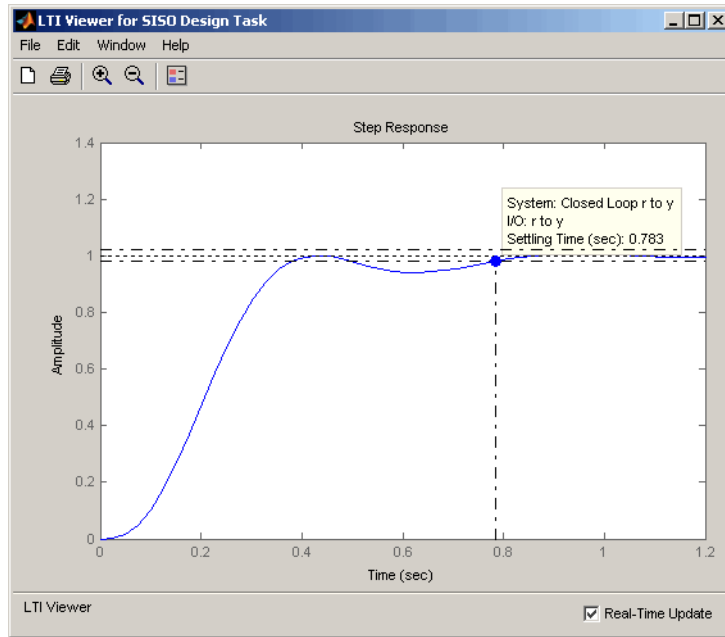 LTI Viewer for SISO Design Task
File Edit Window Help
Step Response
1.4
1.2
1
0.8
0.6
0.4
0.2
0
Amplitude
System: Closed Loop r to y
I/O: r to y
Settling Time (sec): 0.783
0 0.2 0.4 0.6 0.8 1 1.2
Time (sec)
LTI Viewer
Real-Time Update